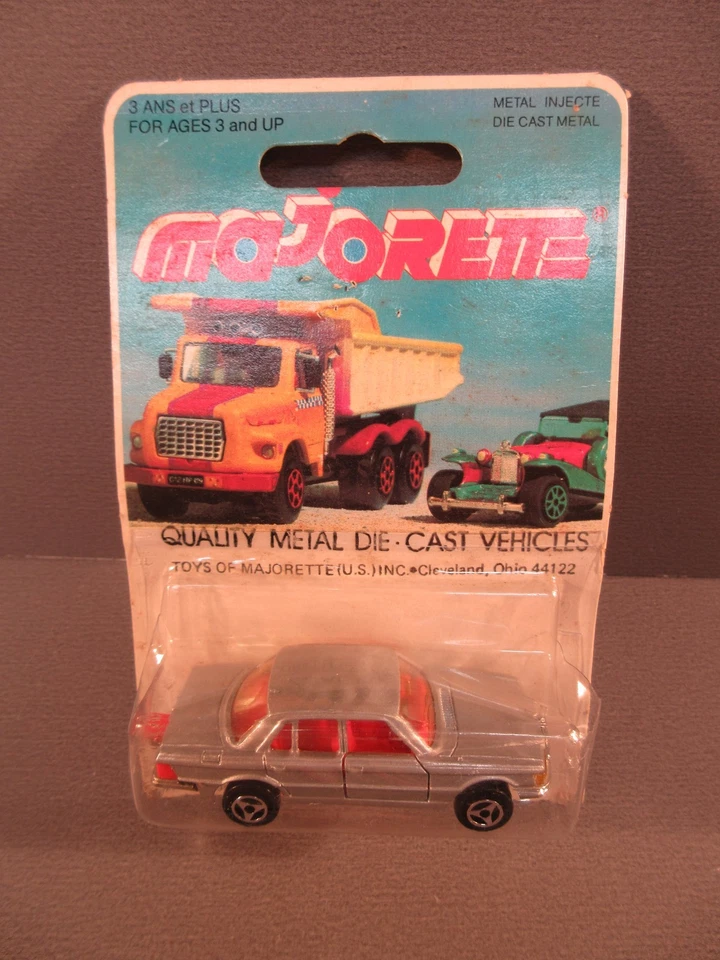 3 ANS et PLUS
FOR AGES 3 and UP
METAL INJECTE
DIE CAST METAL
MAJORETTE®
QUALITY METAL DIE·CAST VEHICLES
TOYS OF MAJORETTE (U.S.) INC.•Cleveland, Ohio 44122